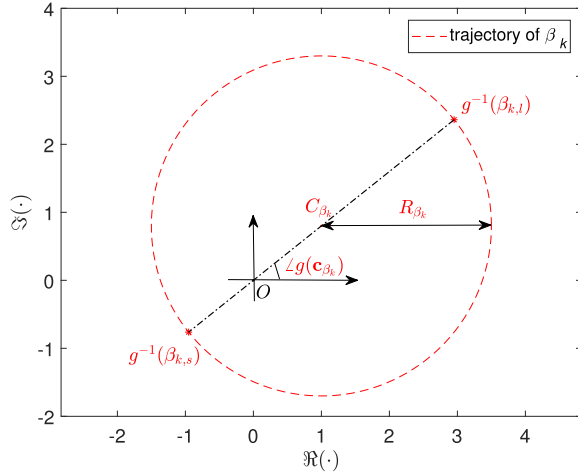 4
trajectory of β_k
3
g⁻¹(β_{k,l})
2
C_{β_k}
R_{β_k}
1
ℑ(·)
∠g(𝐜_{β_k})
0
O
-1
g⁻¹(β_{k,s})
-2
-2 -1 0 1 2 3 4
ℜ(·)